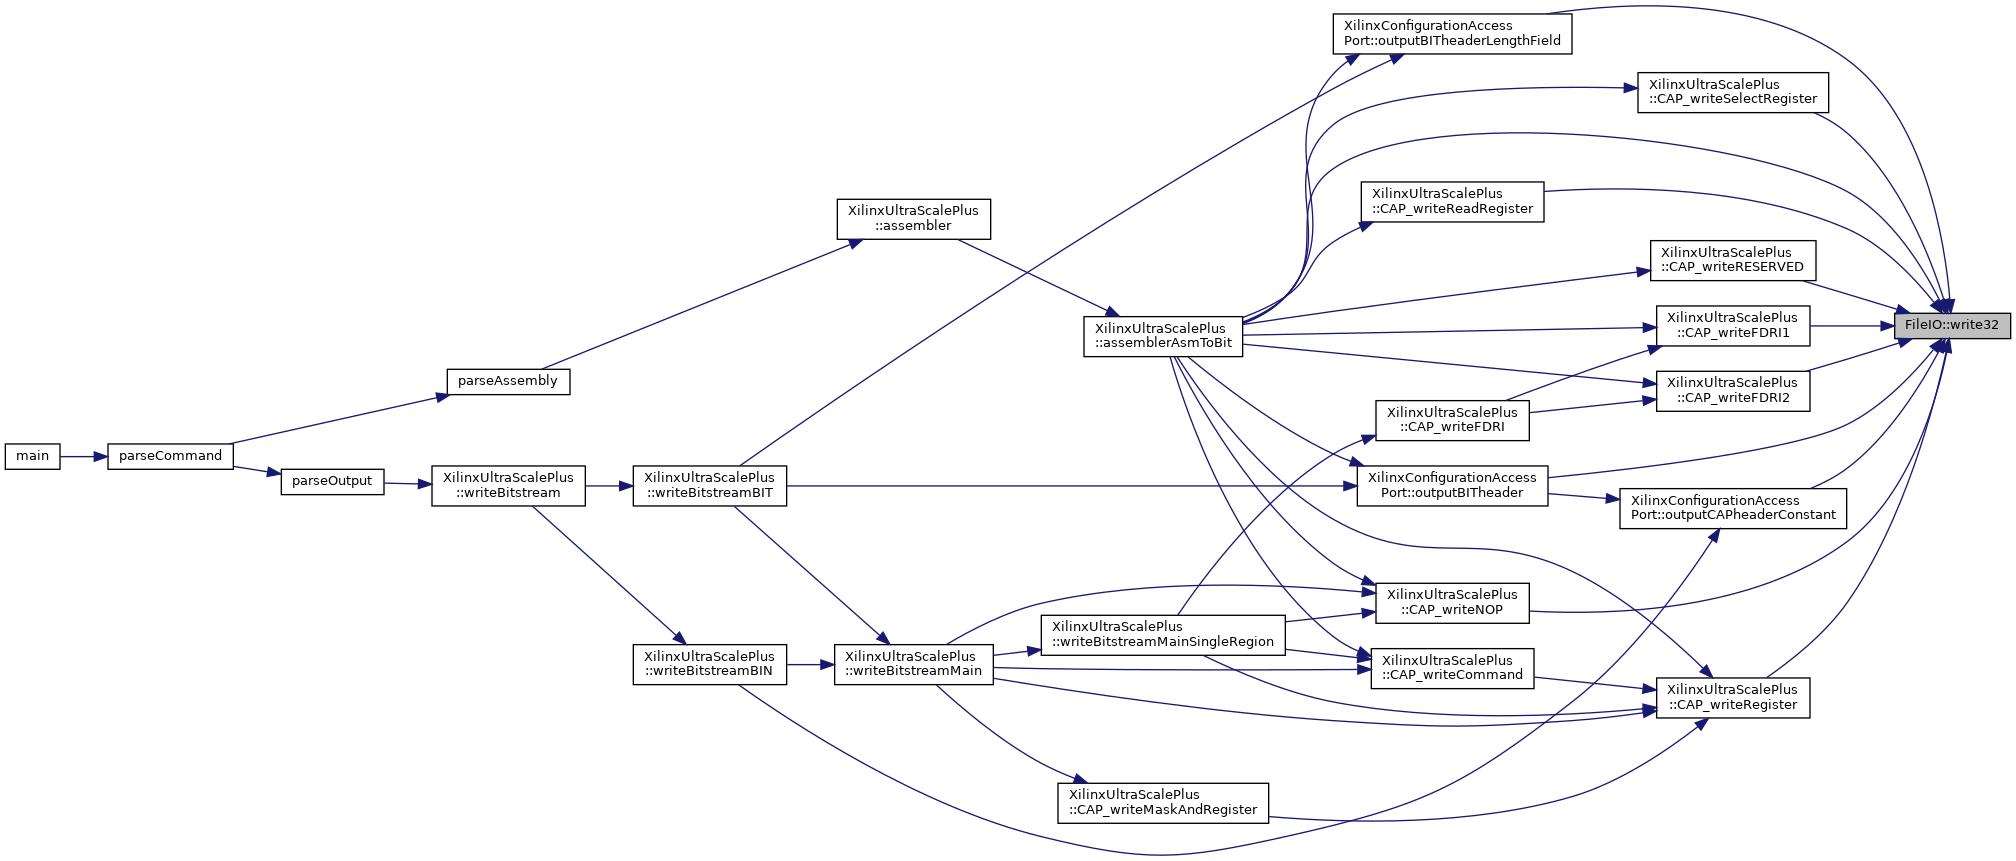 XilinxConfigurationAccess
Port::outputBITheaderLengthField
XilinxUltraScalePlus
::CAP_writeSelectRegister
XilinxUltraScalePlus
::CAP_writeReadRegister
XilinxUltraScalePlus
::assembler
XilinxUltraScalePlus
::CAP_writeRESERVED
XilinxUltraScalePlus
::CAP_writeFDRI1
FileIO::write32
XilinxUltraScalePlus
::assemblerAsmToBit
parseAssembly
XilinxUltraScalePlus
::CAP_writeFDRI2
XilinxUltraScalePlus
::CAP_writeFDRI
main
parseCommand
parseOutput
XilinxUltraScalePlus
::writeBitstream
XilinxUltraScalePlus
::writeBitstreamBIT
XilinxConfigurationAccess
Port::outputBITheader
XilinxConfigurationAccess
Port::outputCAPheaderConstant
XilinxUltraScalePlus
::CAP_writeNOP
XilinxUltraScalePlus
::writeBitstreamMainSingleRegion
XilinxUltraScalePlus
::writeBitstreamBIN
XilinxUltraScalePlus
::writeBitstreamMain
XilinxUltraScalePlus
::CAP_writeCommand
XilinxUltraScalePlus
::CAP_writeRegister
XilinxUltraScalePlus
::CAP_writeMaskAndRegister